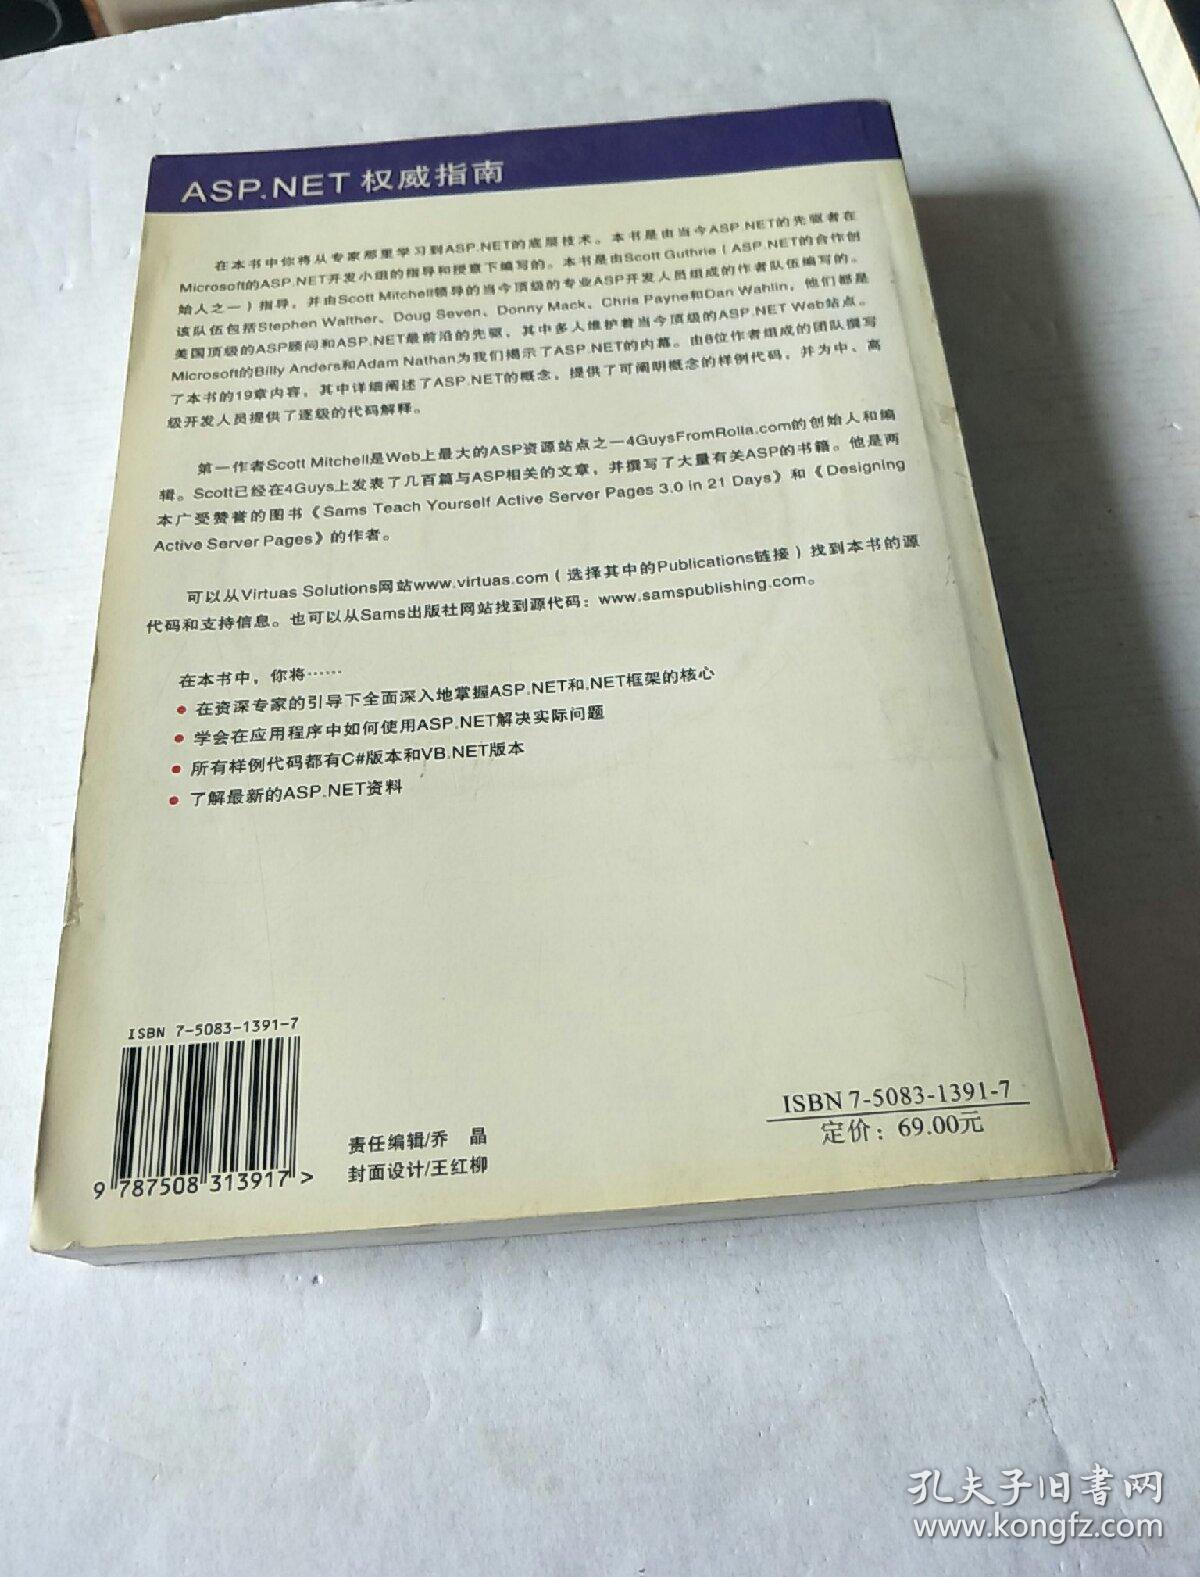 ASP.NET 权威指南
在本书中你将从专家那里学习到ASP.NET的底层技术。本书是由当今ASP.NET的先驱者在
Microsoft的ASP.NET开发小组的指导和授意下编写的。本书是由Scott Guthrie（ASP.NET的合作创
始人之一）指导，并由Scott Mitchell领导的当今顶级的专业ASP开发人员组成的作者队伍编写的。
该队伍包括Stephen Walther、Doug Seven、Donny Mack、Chris Payne和Dan Wahlin，他们都是
美国顶级的ASP顾问和ASP.NET最前沿的先驱，其中多人维护着当今顶级的ASP.NET Web站点。
Microsoft的Billy Anders和Adam Nathan为我们揭示了ASP.NET的内幕。由8位作者组成的团队撰写
了本书的19章内容，其中详细阐述了ASP.NET的概念，提供了可阐明概念的样例代码，并为中、高
级开发人员提供了逐级的代码解释。
第一作者Scott Mitchell是Web上最大的ASP资源站点之一4GuysFromRolla.com的创始人和编
辑。Scott已经在4Guys上发表了几百篇与ASP相关的文章，并撰写了大量有关ASP的书籍。他是两
本广受赞誉的图书《Sams Teach Yourself Active Server Pages 3.0 in 21 Days》和《Designing
Active Server Pages》的作者。
可以从Virtuas Solutions网站www.virtuas.com（选择其中的Publications链接）找到本书的源
代码和支持信息。也可以从Sams出版社网站找到源代码：www.samspublishing.com。
在本书中，你将……
● 在资深专家的引导下全面深入地掌握ASP.NET和.NET框架的核心
● 学会在应用程序中如何使用ASP.NET解决实际问题
● 所有样例代码都有C#版本和VB.NET版本
● 了解最新的ASP.NET资料
ISBN 7-5083-1391-7
9 787508 313917 >
责任编辑/乔 晶
封面设计/王红柳
ISBN 7-5083-1391-7
定价：69.00元
孔夫子旧书网
www.kongfz.com